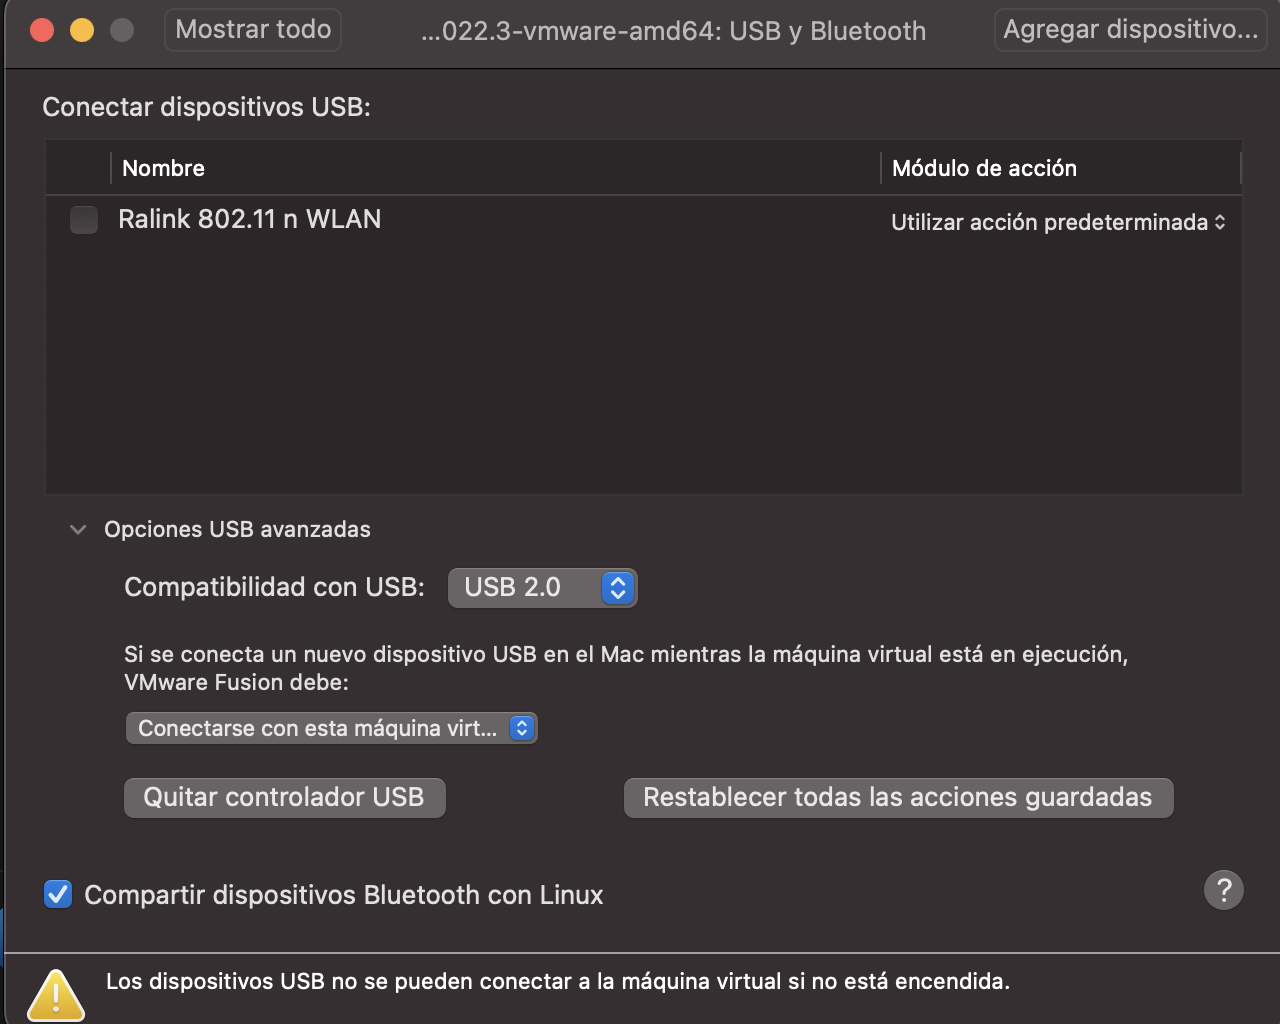 Mostrar todo
...022.3-vmware-amd64: USB y Bluetooth
Agregar dispositivo...
Conectar dispositivos USB:
Nombre
Módulo de acción
Ralink 802.11 n WLAN
Utilizar acción predeterminada
Opciones USB avanzadas
Compatibilidad con USB:
USB 2.0
Si se conecta un nuevo dispositivo USB en el Mac mientras la máquina virtual está en ejecución,
VMware Fusion debe:
Conectarse con esta máquina virt...
Quitar controlador USB
Restablecer todas las acciones guardadas
Compartir dispositivos Bluetooth con Linux
?
Los dispositivos USB no se pueden conectar a la máquina virtual si no está encendida.